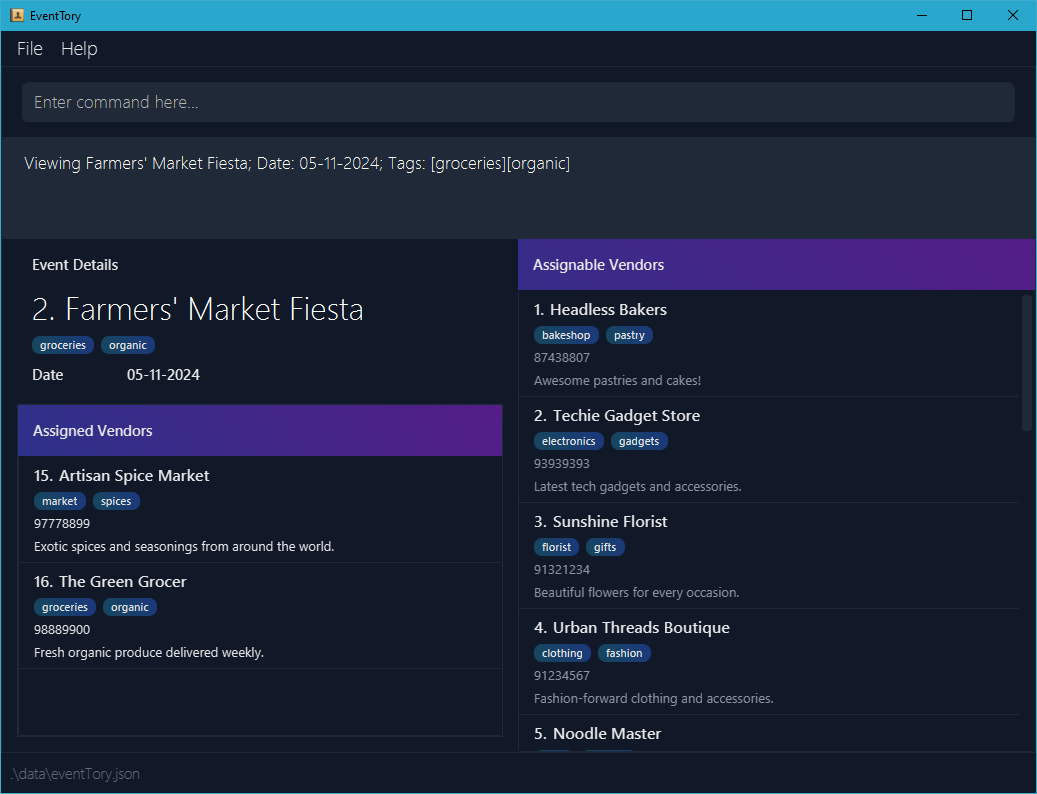 EventTory
File Help
Enter command here...
Viewing Farmers' Market Fiesta; Date: 05-11-2024; Tags: [groceries][organic]
Event Details
2. Farmers' Market Fiesta
groceries organic
Date 05-11-2024
Assigned Vendors
15. Artisan Spice Market
market spices
97778899
Exotic spices and seasonings from around the world.
16. The Green Grocer
groceries organic
98889900
Fresh organic produce delivered weekly.
Assignable Vendors
1. Headless Bakers
bakeshop pastry
87438807
Awesome pastries and cakes!
2. Techie Gadget Store
electronics gadgets
93939393
Latest tech gadgets and accessories.
3. Sunshine Florist
florist gifts
91321234
Beautiful flowers for every occasion.
4. Urban Threads Boutique
clothing fashion
91234567
Fashion-forward clothing and accessories.
5. Noodle Master
.\data\eventTory.json